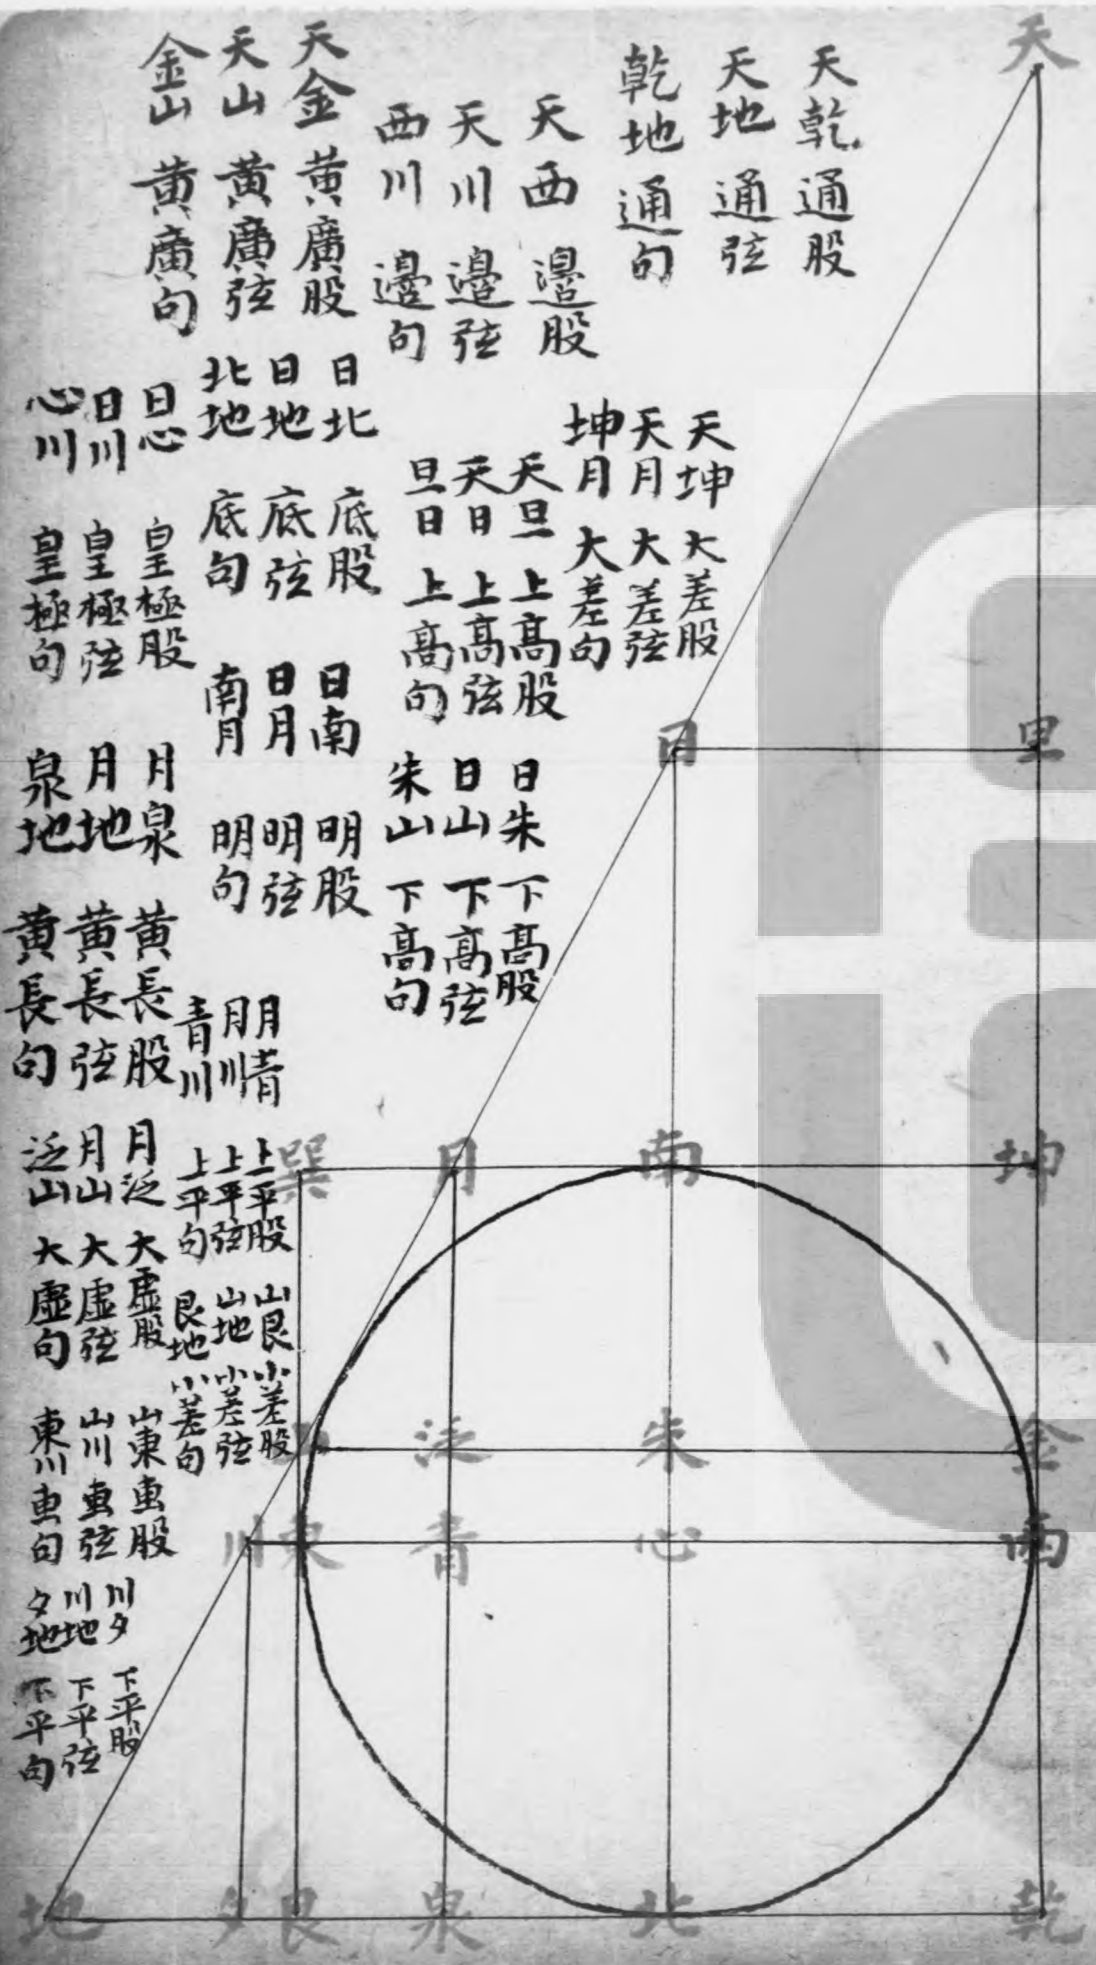 天
天乾 通股
天地 通弦
乾地 通句
天西 邊股
天川 邊弦
西川 邊句
天金 黄廣股
天山 黄廣弦
金山 黄廣句
天坤 大差股
天月 大差弦
坤月 大差句
天旦 上高股
天日 上高弦
旦日 上高句
日北 底股
日地 底弦
北地 底句
日心 皇極股
日川 皇極弦
心川 皇極句
日朱 下高股
日山 下高弦
朱山 下高句
日南 明股
日月 明弦
南月 明句
月泉 黄長股
月地 黄長弦
泉地 黄長句
月青 上平股
月川 上平弦
青川 上平句
月泛 大虛股
月山 大虛弦
泛山 大虛句
山艮 小差股
山地 小差弦
艮地 小差句
山東 叀股
山川 叀弦
東川 叀句
川夕 下平股
川地 下平弦
夕地 下平句
里 日
坤 南 月 巽
金 朱 泛
西 心 青 東 川
乾 北 泉 艮 夕 地